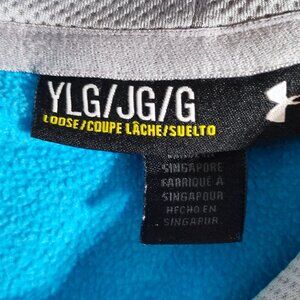 YLG/JG/G
LOOSE/COUPE LÂCHE/SUELTO
SINGAPORE
FABRIQUÉ À
SINGAPOUR
HECHO EN
SINGAPUR